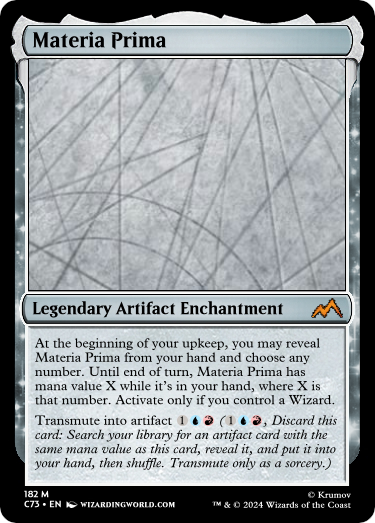 Materia Prima
Legendary Artifact Enchantment
At the beginning of your upkeep, you may reveal
Materia Prima from your hand and choose any
number. Until end of turn, Materia Prima has
mana value X while it's in your hand, where X is
that number. Activate only if you control a Wizard.
Transmute into artifact 1 (1, Discard this
card: Search your library for an artifact card with the
same mana value as this card, reveal it, and put it into
your hand, then shuffle. Transmute only as a sorcery.)
182 M
C73 • EN WIZARDINGWORLD.COM
© Krumov
™ & © 2024 Wizards of the Coast